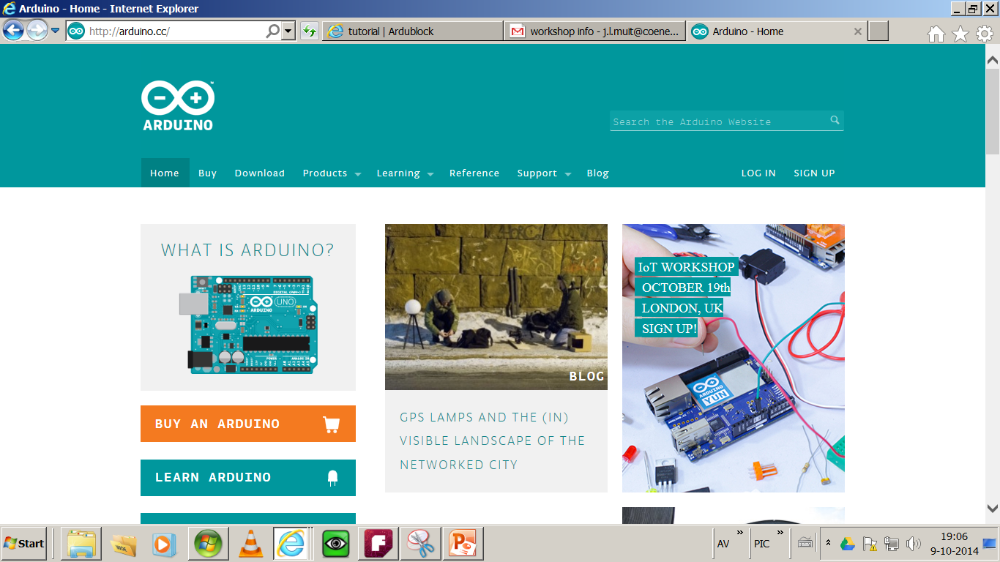 Arduino - Home - Internet Explorer
http://arduino.cc/
tutorial | Ardublock
workshop info - j.l.muit@coene...
Arduino - Home
ARDUINO
TM
Search the Arduino Website
Home
Buy
Download
Products
Learning
Reference
Support
Blog
LOG IN
SIGN UP
WHAT IS ARDUINO?
UNO
ARDUINO
BUY AN ARDUINO
LEARN ARDUINO
BLOG
GPS LAMPS AND THE (IN)
VISIBLE LANDSCAPE OF THE
NETWORKED CITY
IoT WORKSHOP
OCTOBER 19th
LONDON, UK
SIGN UP!
ARDUINO
YUN
Start
AV
PIC
19:06
9-10-2014